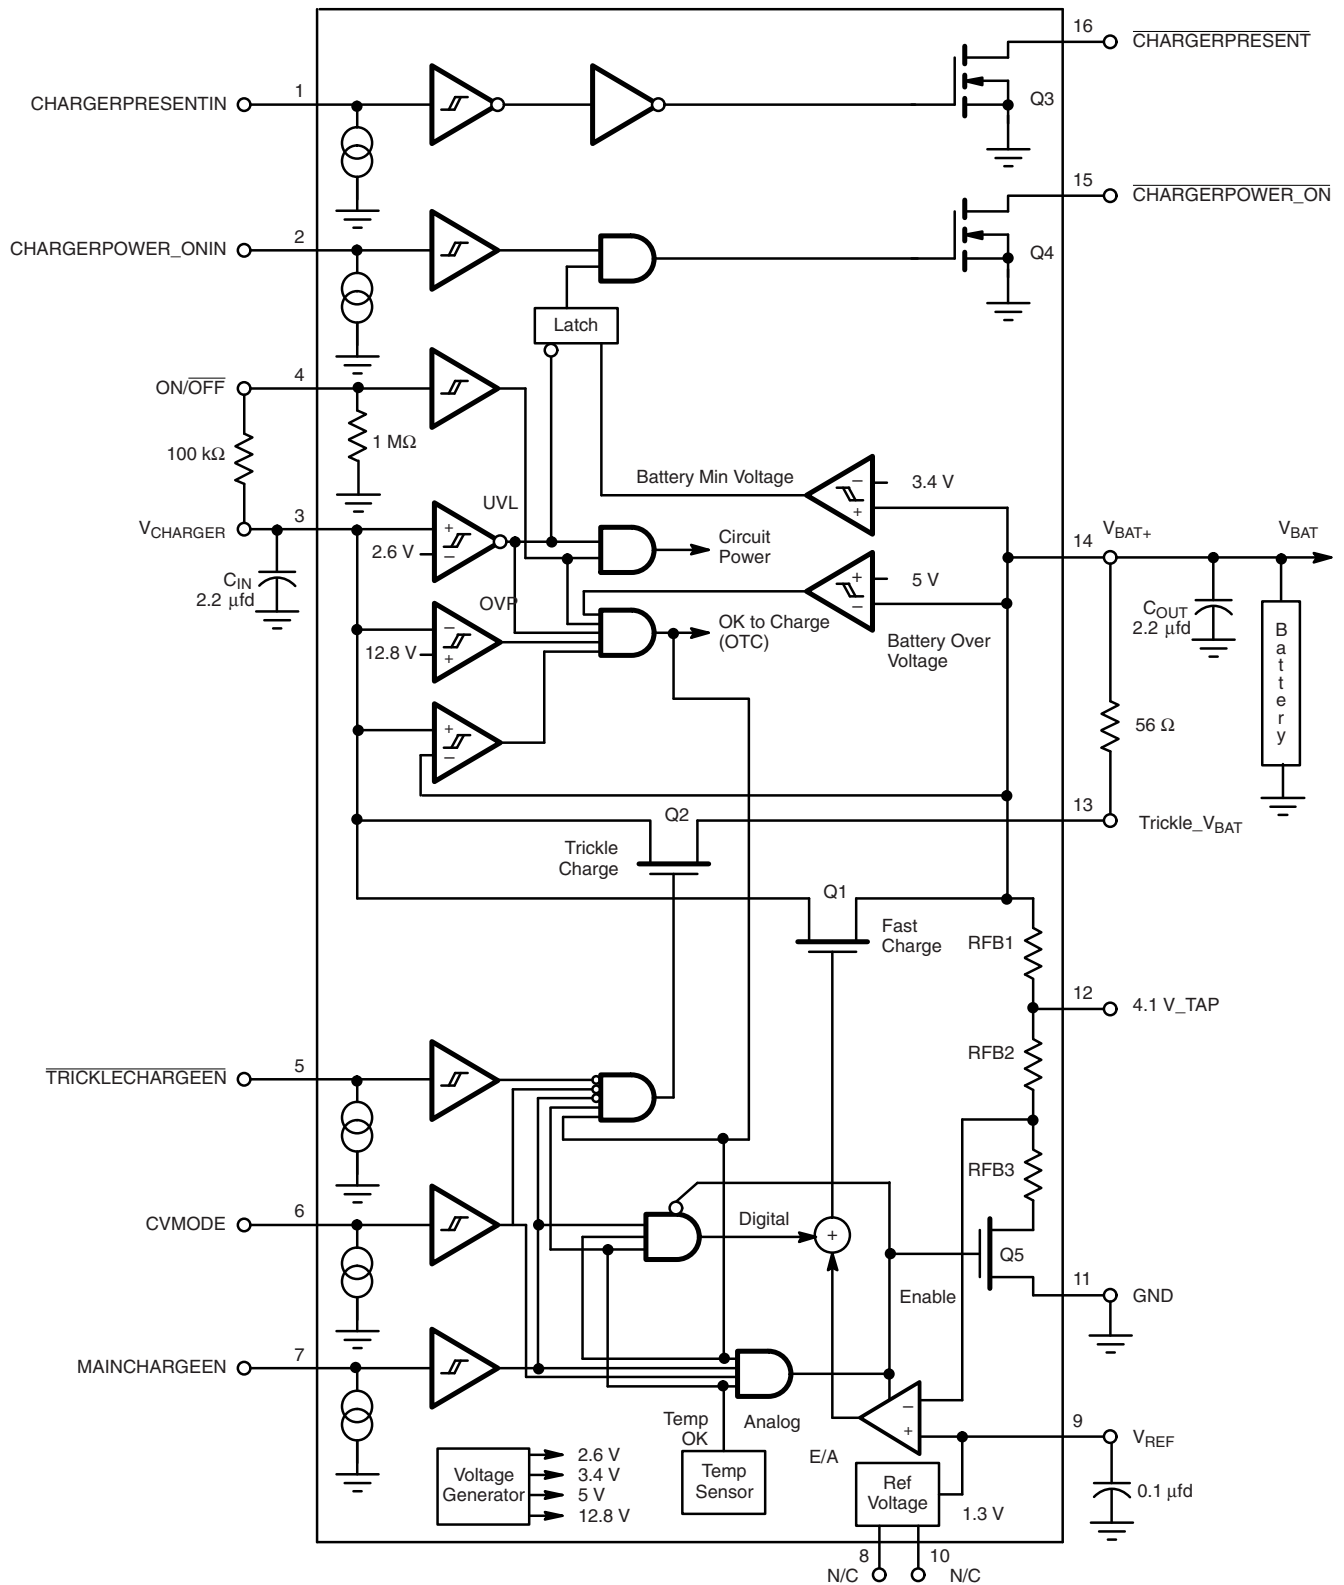 16
CHARGERPRESENT
1
CHARGERPRESENTIN
Q3
15
CHARGERPOWER_ON
2
CHARGERPOWER_ONIN
Q4
Latch
4
ON/OFF
100 kΩ
1 MΩ
Battery Min Voltage
3.4 V
UVL
3
VCHARGER
2.6 V
Circuit
Power
14
VBAT+
VBAT
CIN
2.2 µfd
OVP
5 V
COUT
2.2 µfd
12.8 V
OK to Charge
(OTC)
Battery Over
Voltage
Battery
56 Ω
13
Q2
Trickle_VBAT
Trickle
Charge
Q1
Fast
Charge
RFB1
12
4.1 V_TAP
RFB2
5
TRICKLECHARGEEN
RFB3
6
CVMODE
Digital
+
Q5
11
GND
Enable
7
MAINCHARGEEN
Temp
OK
Analog
E/A
9
VREF
Voltage
Generator
2.6 V
3.4 V
5 V
12.8 V
Temp
Sensor
Ref
Voltage
1.3 V
0.1 µfd
8
10
N/C
N/C